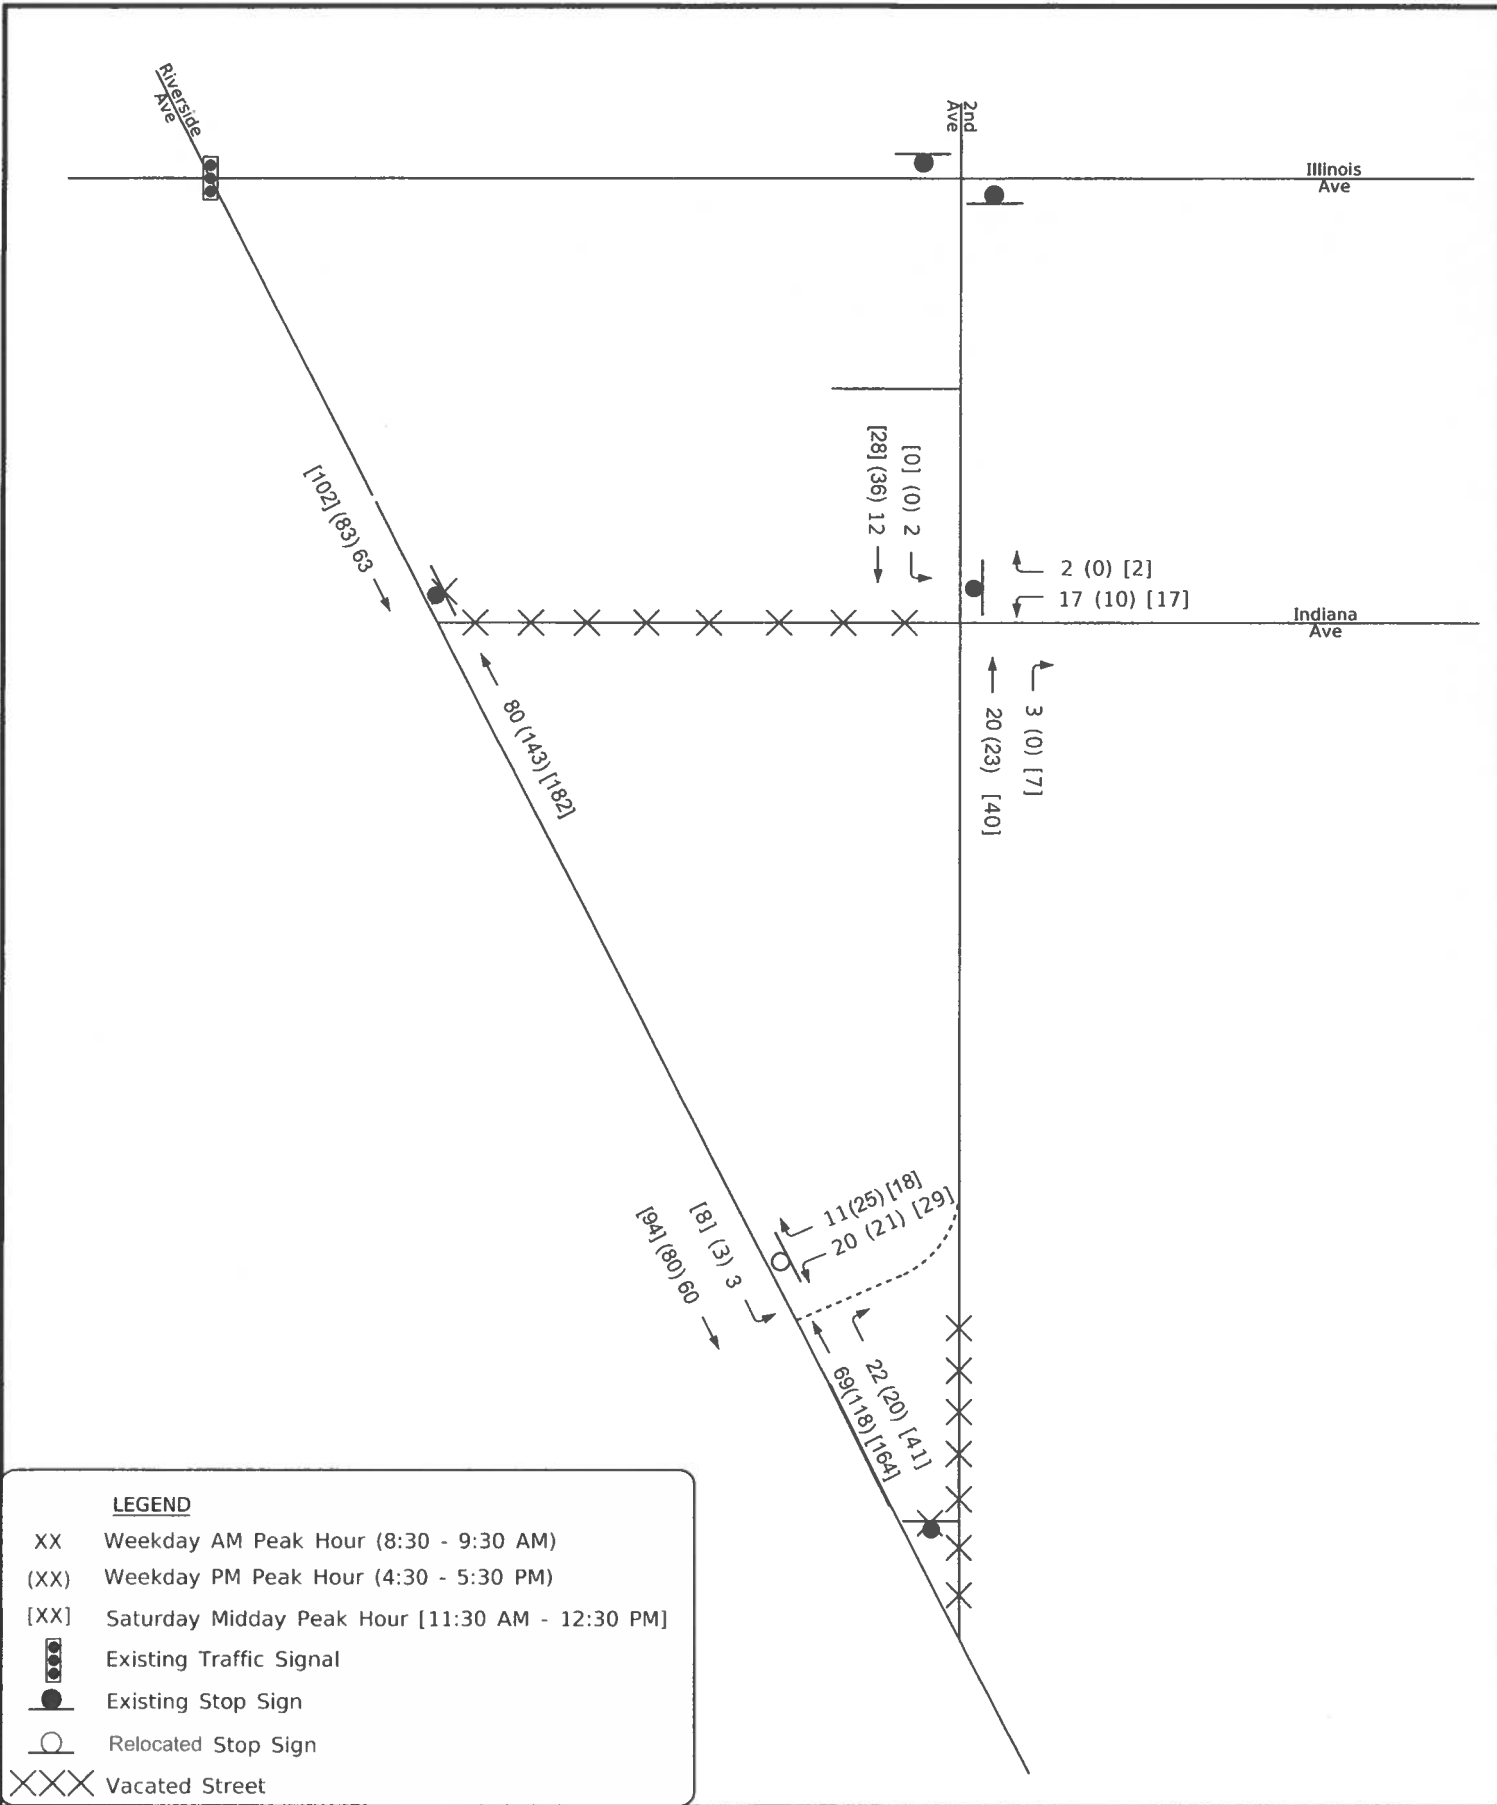 Riverside
Ave
2nd
Ave
Illinois
Ave
[28] (36) 12
[0] (0) 2
[102] (83) 63
2 (0) [2]
17 (10) [17]
Indiana
Ave
80 (143) [182]
20 (23) [40]
3 (0) [7]
11(25) [18]
20 (21) [29]
[8] (3) 3
[94] (80) 60
22 (20) [41]
69(118) [164]
LEGEND
XX Weekday AM Peak Hour (8:30 - 9:30 AM)
(XX) Weekday PM Peak Hour (4:30 - 5:30 PM)
[XX] Saturday Midday Peak Hour [11:30 AM - 12:30 PM]
Existing Traffic Signal
Existing Stop Sign
Relocated Stop Sign
Vacated Street